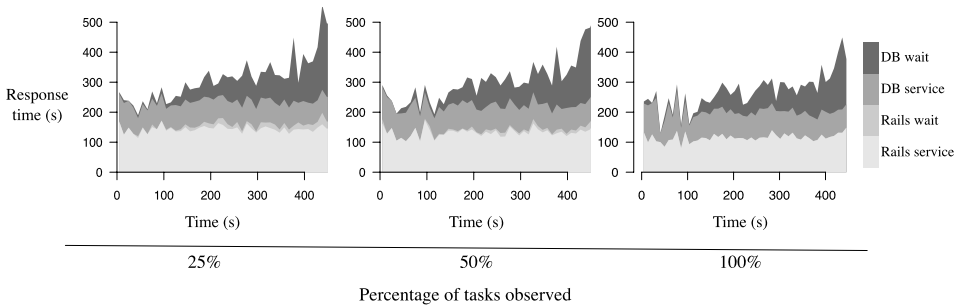 Response
time (s)
500
400
300
200
100
0
0 100 200 300 400
Time (s)
500
400
300
200
100
0
0 100 200 300 400
Time (s)
500
400
300
200
100
0
0 100 200 300 400
Time (s)
DB wait
DB service
Rails wait
Rails service
25% 50% 100%
Percentage of tasks observed